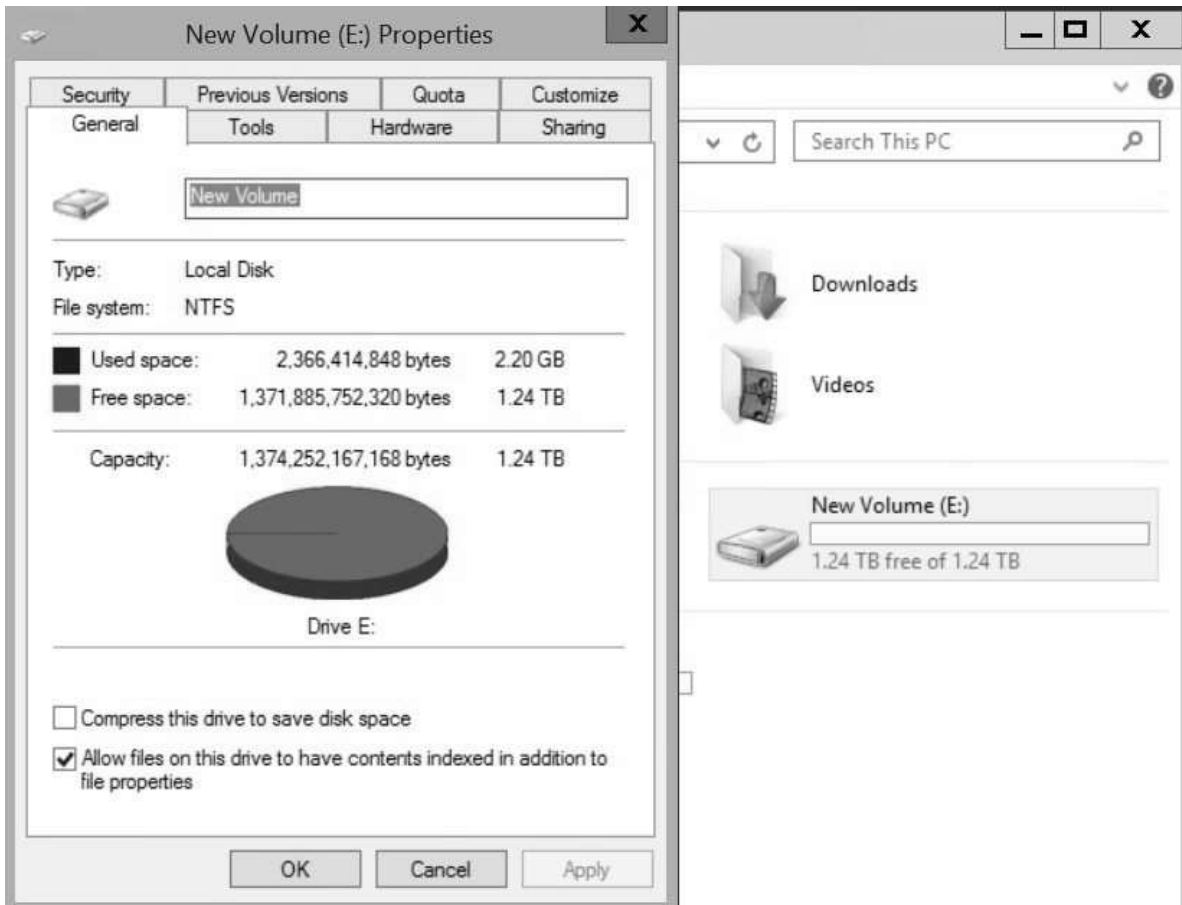 New Volume (E:) Properties
X
Security Previous Versions Quota Customize
General Tools Hardware Sharing
New Volume
Type: Local Disk
File system: NTFS
Used space: 2,366,414,848 bytes 2.20 GB
Free space: 1,371,885,752,320 bytes 1.24 TB
Capacity: 1,374,252,167,168 bytes 1.24 TB
Drive E:
Compress this drive to save disk space
Allow files on this drive to have contents indexed in addition to
file properties
OK Cancel Apply
X
?
Search This PC
Downloads
Videos
New Volume (E:)
1.24 TB free of 1.24 TB